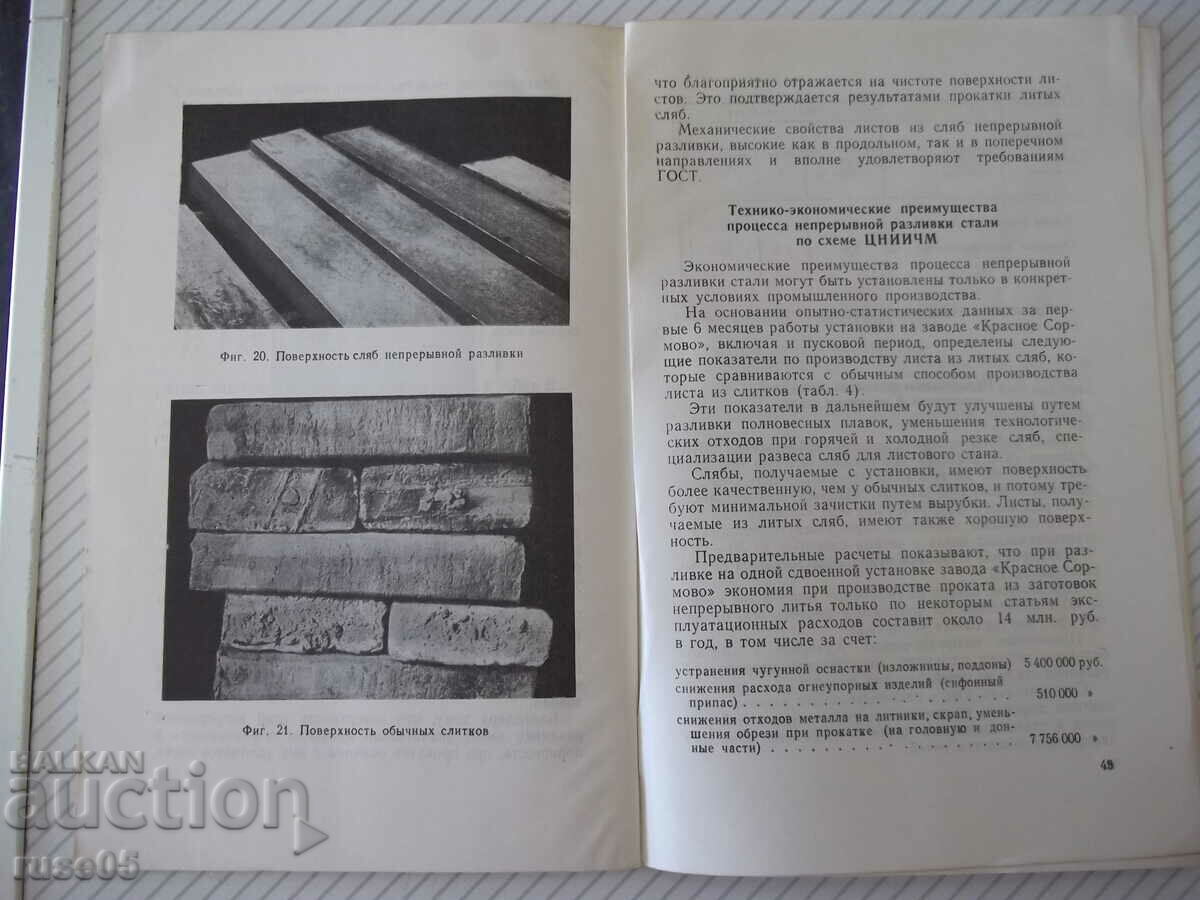 Фиг. 20. Поверхность сляб непрерывной разливки
Фиг. 21. Поверхность обычных слитков
что благоприятно отражается на чистоте поверхности ли-
стов. Это подтверждается результатами прокатки литых
сляб.
Механические свойства листов из сляб непрерывной
разливки, высокие как в продольном, так и в поперечном
направлениях и вполне удовлетворяют требованиям
ГОСТ.
Технико-экономические преимущества
процесса непрерывной разливки стали
по схеме ЦНИИЧМ
Экономические преимущества процесса непрерывной
разливки стали могут быть установлены только в конкрет-
ных условиях промышленного производства.
На основании опытно-статистических данных за пер-
вые 6 месяцев работы установки на заводе «Красное Сор-
мово», включая и пусковой период, определены следую-
щие показатели по производству листа из литых сляб, ко-
торые сравниваются с обычным способом производства
листа из слитков (табл. 4).
Эти показатели в дальнейшем будут улучшены путем
разливки полновесных плавок, уменьшения технологиче-
ских отходов при горячей и холодной резке сляб, спе-
циализации развеса сляб для листового стана.
Слябы, получаемые с установки, имеют поверхность
более качественную, чем у обычных слитков, и потому тре-
буют минимальной зачистки путем вырубки. Листы, полу-
чаемые из литых сляб, имеют также хорошую поверх-
ность.
Предварительные расчеты показывают, что при раз-
ливке на одной сдвоенной установке завода «Красное Сор-
мово» экономия при производстве проката из заготовок
непрерывного литья только по некоторым статьям экс-
плуатационных расходов составит около 14 млн. руб.
в год, в том числе за счет:
устранения чугунной оснастки (изложницы, поддоны) 5 400 000 руб.
снижения расхода огнеупорных изделий (сифонный
припас) . . . . . . . . . . . . . . . . . 510 000 »
снижения отходов металла на литники, скрап, умень-
шения обрези при прокатке (на головную и дон-
ные части) . . . . . . . . . . . . . . . . 7 756 000 »
49
BALKAN
auction
ruse05